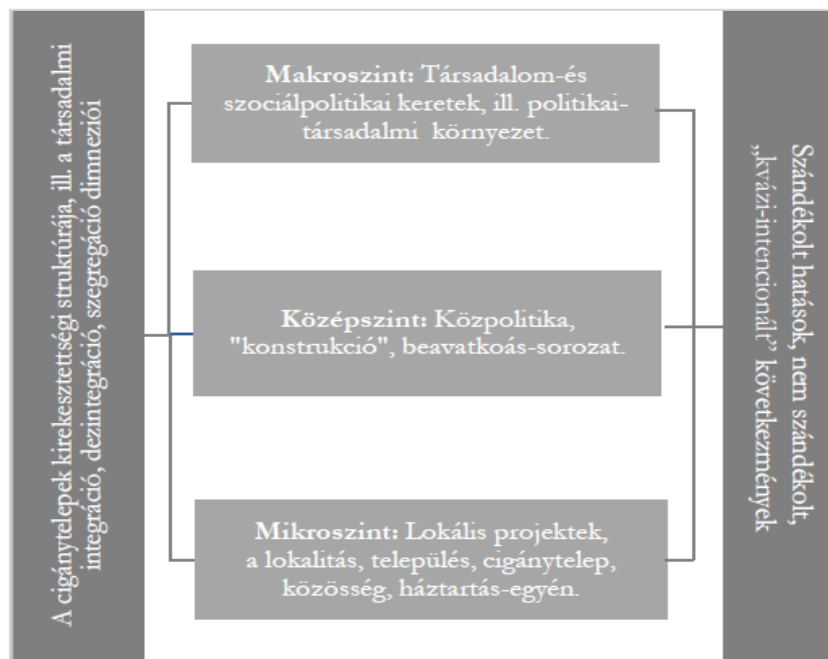 A cigánytelepek kirekesztettségi struktúrája, ill. a társadalmi
integráció, dezintegráció, szegregáció dimneziói
Makroszint: Társadalom-és
szociálpolitikai keretek, ill. politikai-
társadalmi környezet.
Középszint: Közpolitika,
"konstrukció", beavatkoás-sorozat.
Mikroszint: Lokális projektek,
a lokalitás, település, cigánytelep,
közösség, háztartás-egyén.
Szándékolt hatások, nem szándékolt,
„kvázi-intencionált” következmények